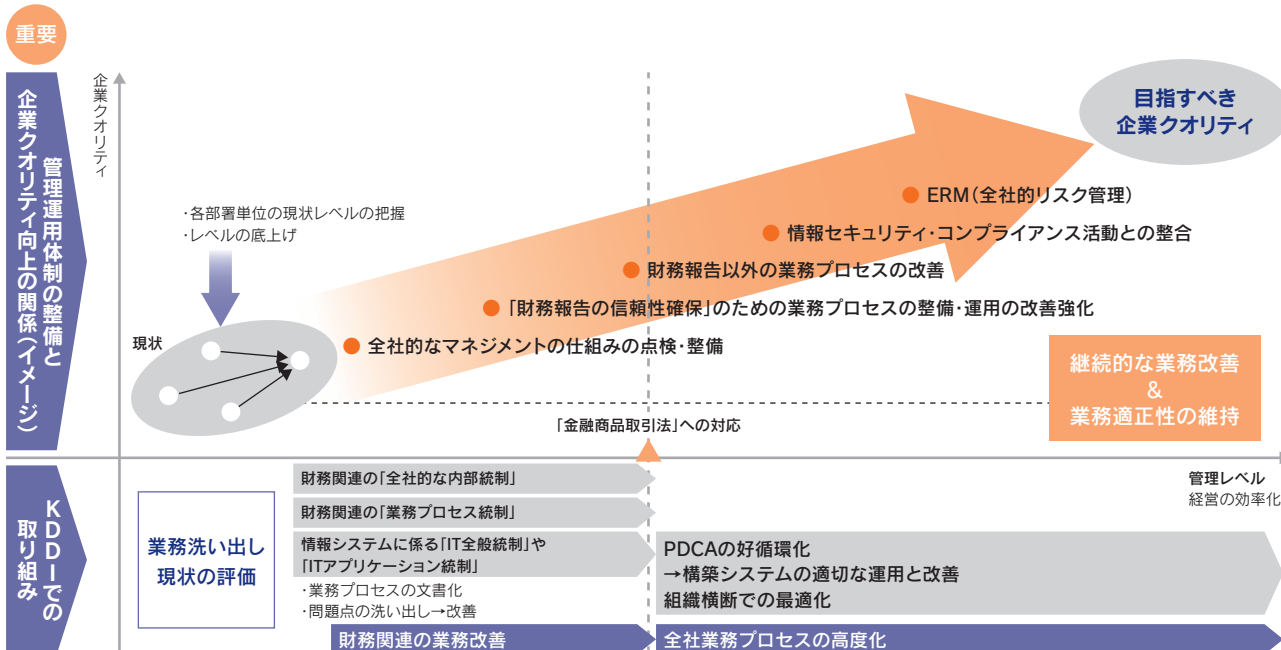 重要
管理運用体制の整備と
企業クオリティ向上の関係(イメージ)
企業クオリティ
目指すべき
企業クオリティ
・各部署単位の現状レベルの把握
・レベルの底上げ
現状
● ERM(全社的リスク管理)
● 情報セキュリティ・コンプライアンス活動との整合
● 財務報告以外の業務プロセスの改善
● 「財務報告の信頼性確保」のための業務プロセスの整備・運用の改善強化
● 全社的なマネジメントの仕組みの点検・整備
継続的な業務改善
&
業務適正性の維持
「金融商品取引法」への対応
管理レベル
経営の効率化
KDDIでの
取り組み
業務洗い出し
現状の評価
財務関連の「全社的な内部統制」
財務関連の「業務プロセス統制」
情報システムに係る「IT全般統制」や
「ITアプリケーション統制」
・業務プロセスの文書化
・問題点の洗い出し→改善
PDCAの好循環化
→構築システムの適切な運用と改善
組織横断での最適化
財務関連の業務改善
全社業務プロセスの高度化